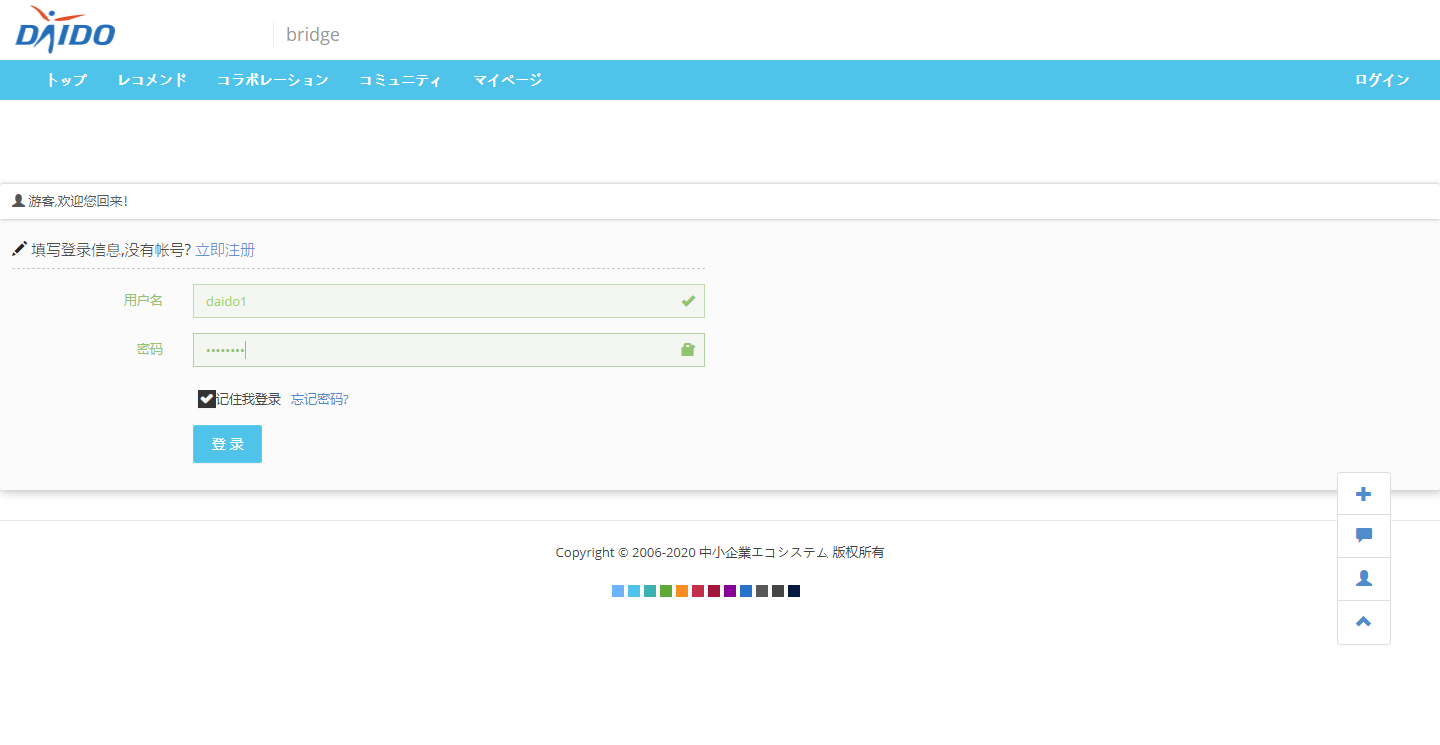 DAIDO bridge
トップ レコメンド コラボレーション コミュニティ マイページ ログイン
游客,欢迎您回来!
填写登录信息,没有帐号? 立即注册
用户名 daido1
密码 ••••••••
记住我登录 忘记密码?
登 录
Copyright © 2006-2020 中小企業エコシステム 版权所有